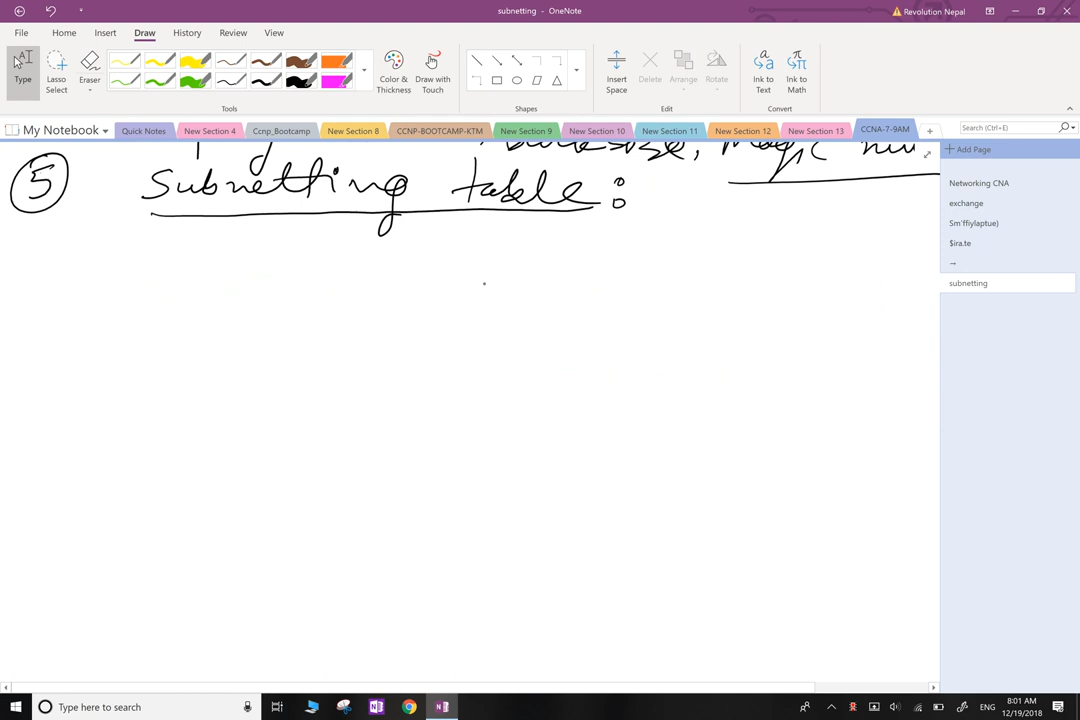 subnetting - OneNote
Revolution Nepal
File Home Insert Draw History Review View
Type
Lasso Select
Eraser
Color & Thickness
Draw with Touch
Insert Space
Delete
Arrange
Rotate
Ink to Text
Ink to Math
Tools
Shapes
Edit
Convert
My Notebook
Quick Notes New Section 4 Ccnp_Bootcamp New Section 8 CCNP-BOOTCAMP-KTM New Section 9 New Section 10 New Section 11 New Section 12 New Section 13 CCNA-7-9AM +
Search (Ctrl+E)
Add Page
Networking CNA
exchange
Sm'ffiylaptue)
$ira.te
→
subnetting
5 Subnetting table:
Type here to search
ENG
8:01 AM
12/19/2018